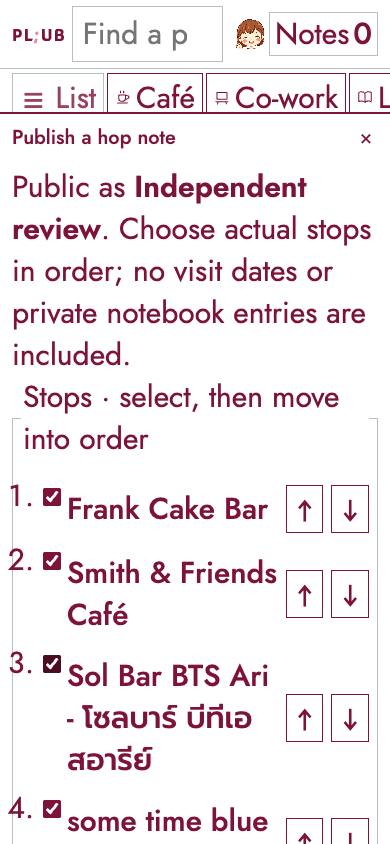 PL;UB Find a p Notes 0
List Café Co-work L
Publish a hop note ×
Public as Independent
review. Choose actual stops
in order; no visit dates or
private notebook entries are
included.
Stops · select, then move
into order
1. Frank Cake Bar ↑ ↓
2. Smith & Friends
Café ↑ ↓
3. Sol Bar BTS Ari
- โซลบาร์ บีทีเอ
สอารีย์ ↑ ↓
4. some time blue ↑ ↓